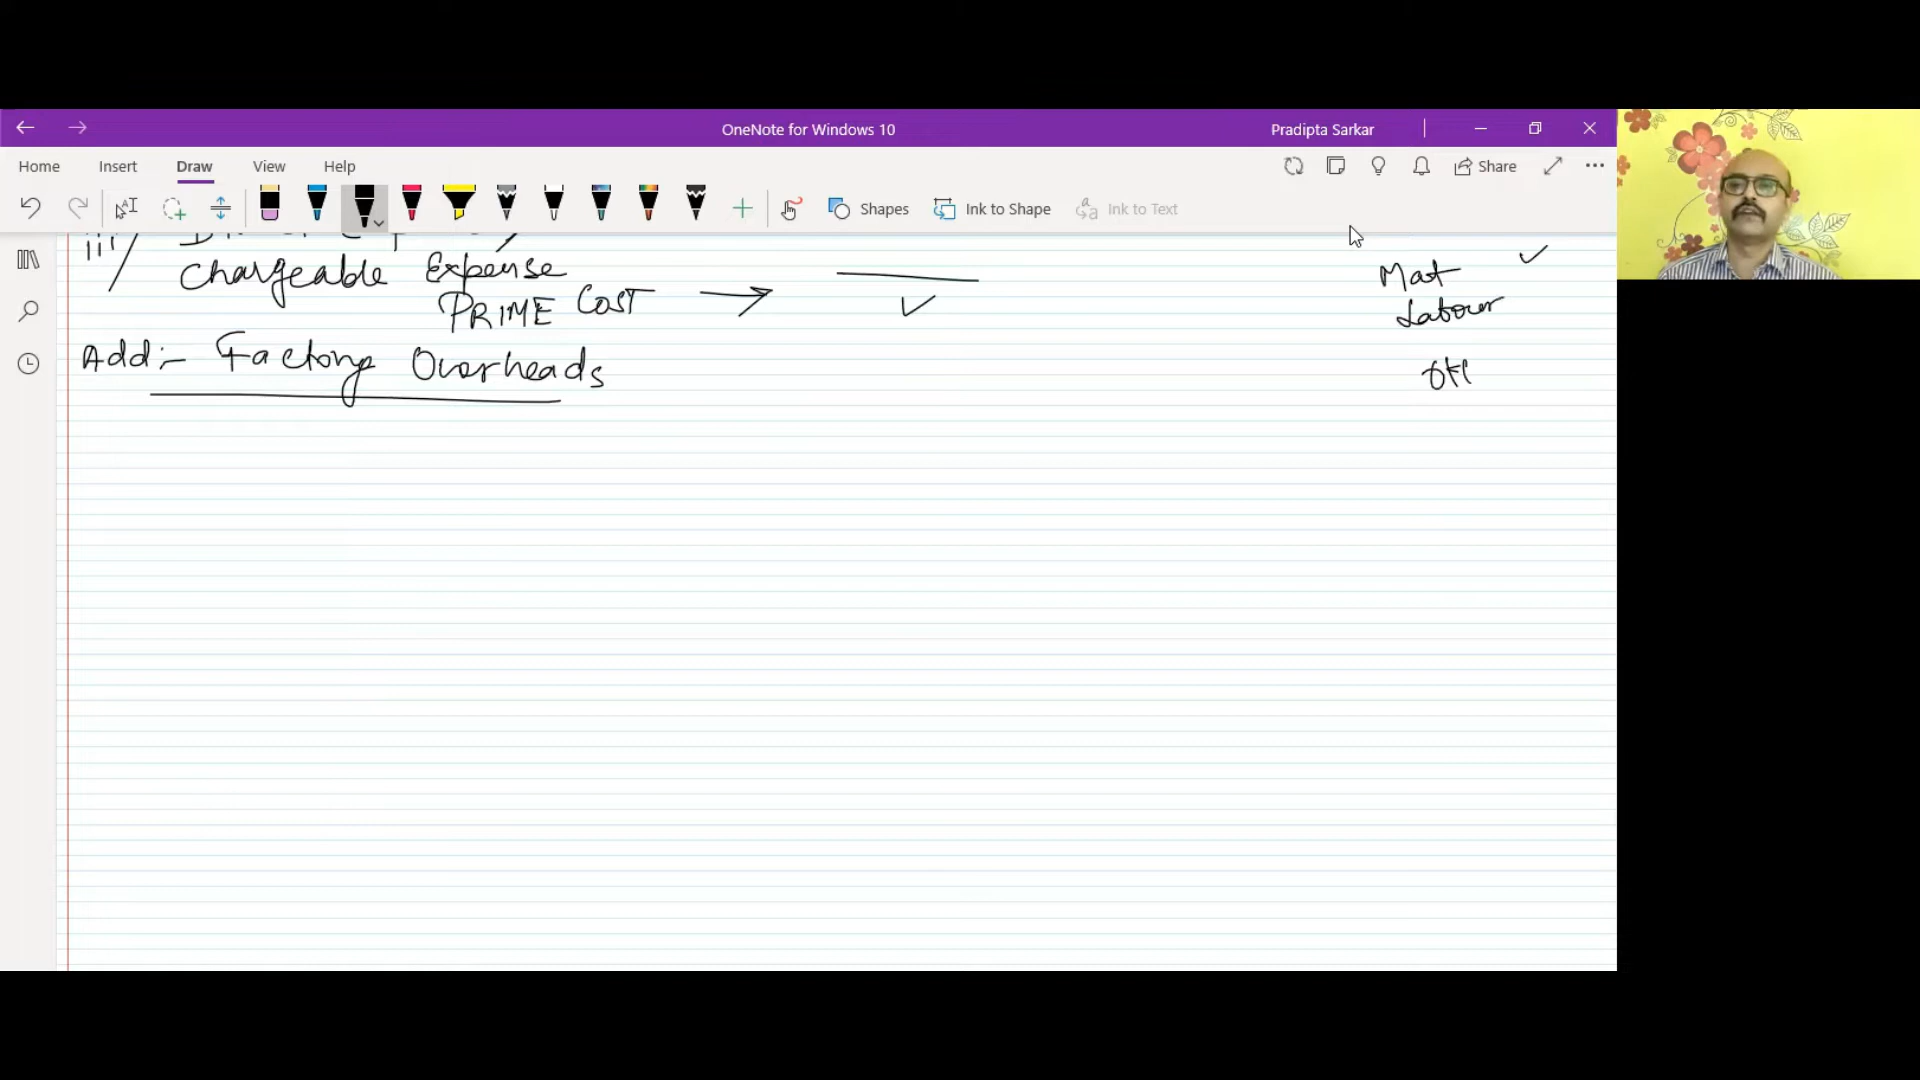 OneNote for Windows 10
Pradipta Sarkar
Home Insert Draw View Help
Share
Shapes Ink to Shape Ink to Text
iii/
Chargeable Expense
PRIME COST →
Add:- Factory Overheads
Mat
Labour